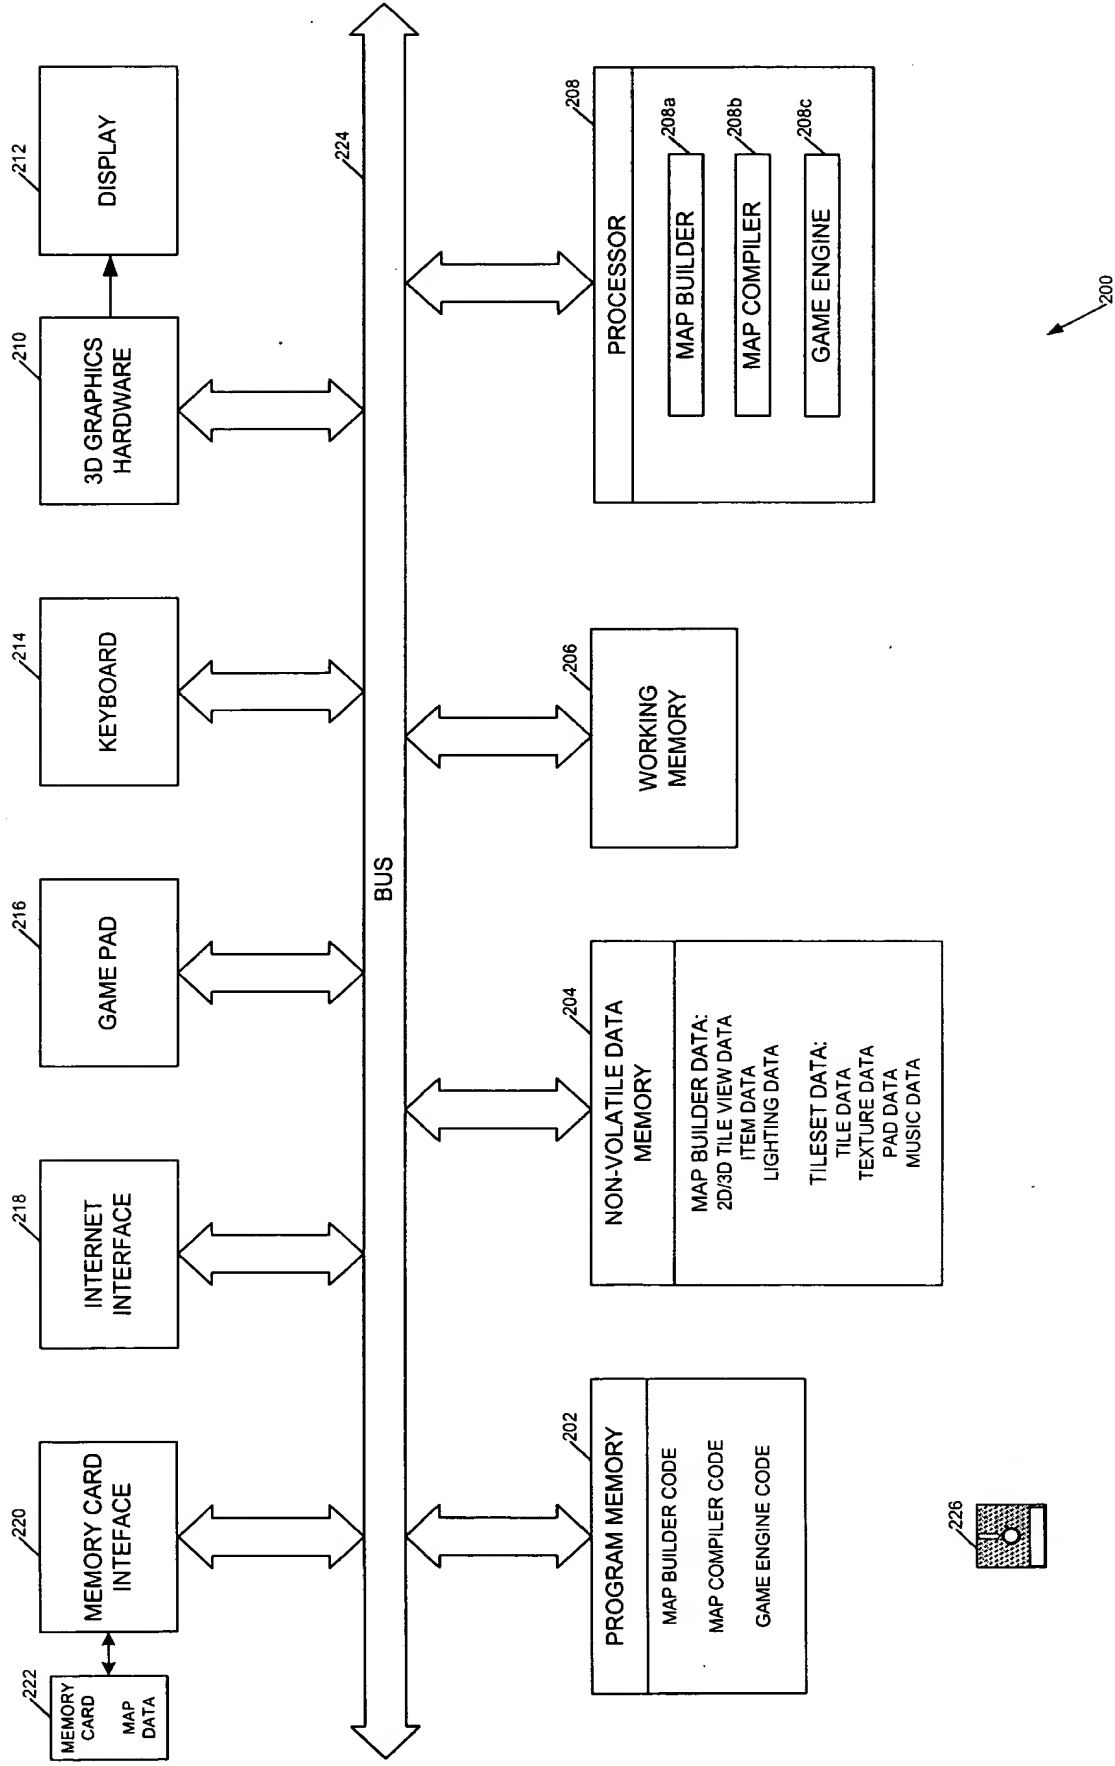 222
MEMORY
CARD
MAP
DATA
220
MEMORY CARD
INTEFACE
218
INTERNET
INTERFACE
216
GAME PAD
214
KEYBOARD
210
3D GRAPHICS
HARDWARE
212
DISPLAY
224
BUS
202
PROGRAM MEMORY
MAP BUILDER CODE
MAP COMPILER CODE
GAME ENGINE CODE
204
NON-VOLATILE DATA
MEMORY
MAP BUILDER DATA:
2D/3D TILE VIEW DATA
ITEM DATA
LIGHTING DATA
TILESET DATA:
TILE DATA
TEXTURE DATA
PAD DATA
MUSIC DATA
206
WORKING
MEMORY
208
PROCESSOR
208a
MAP BUILDER
208b
MAP COMPILER
208c
GAME ENGINE
226
200